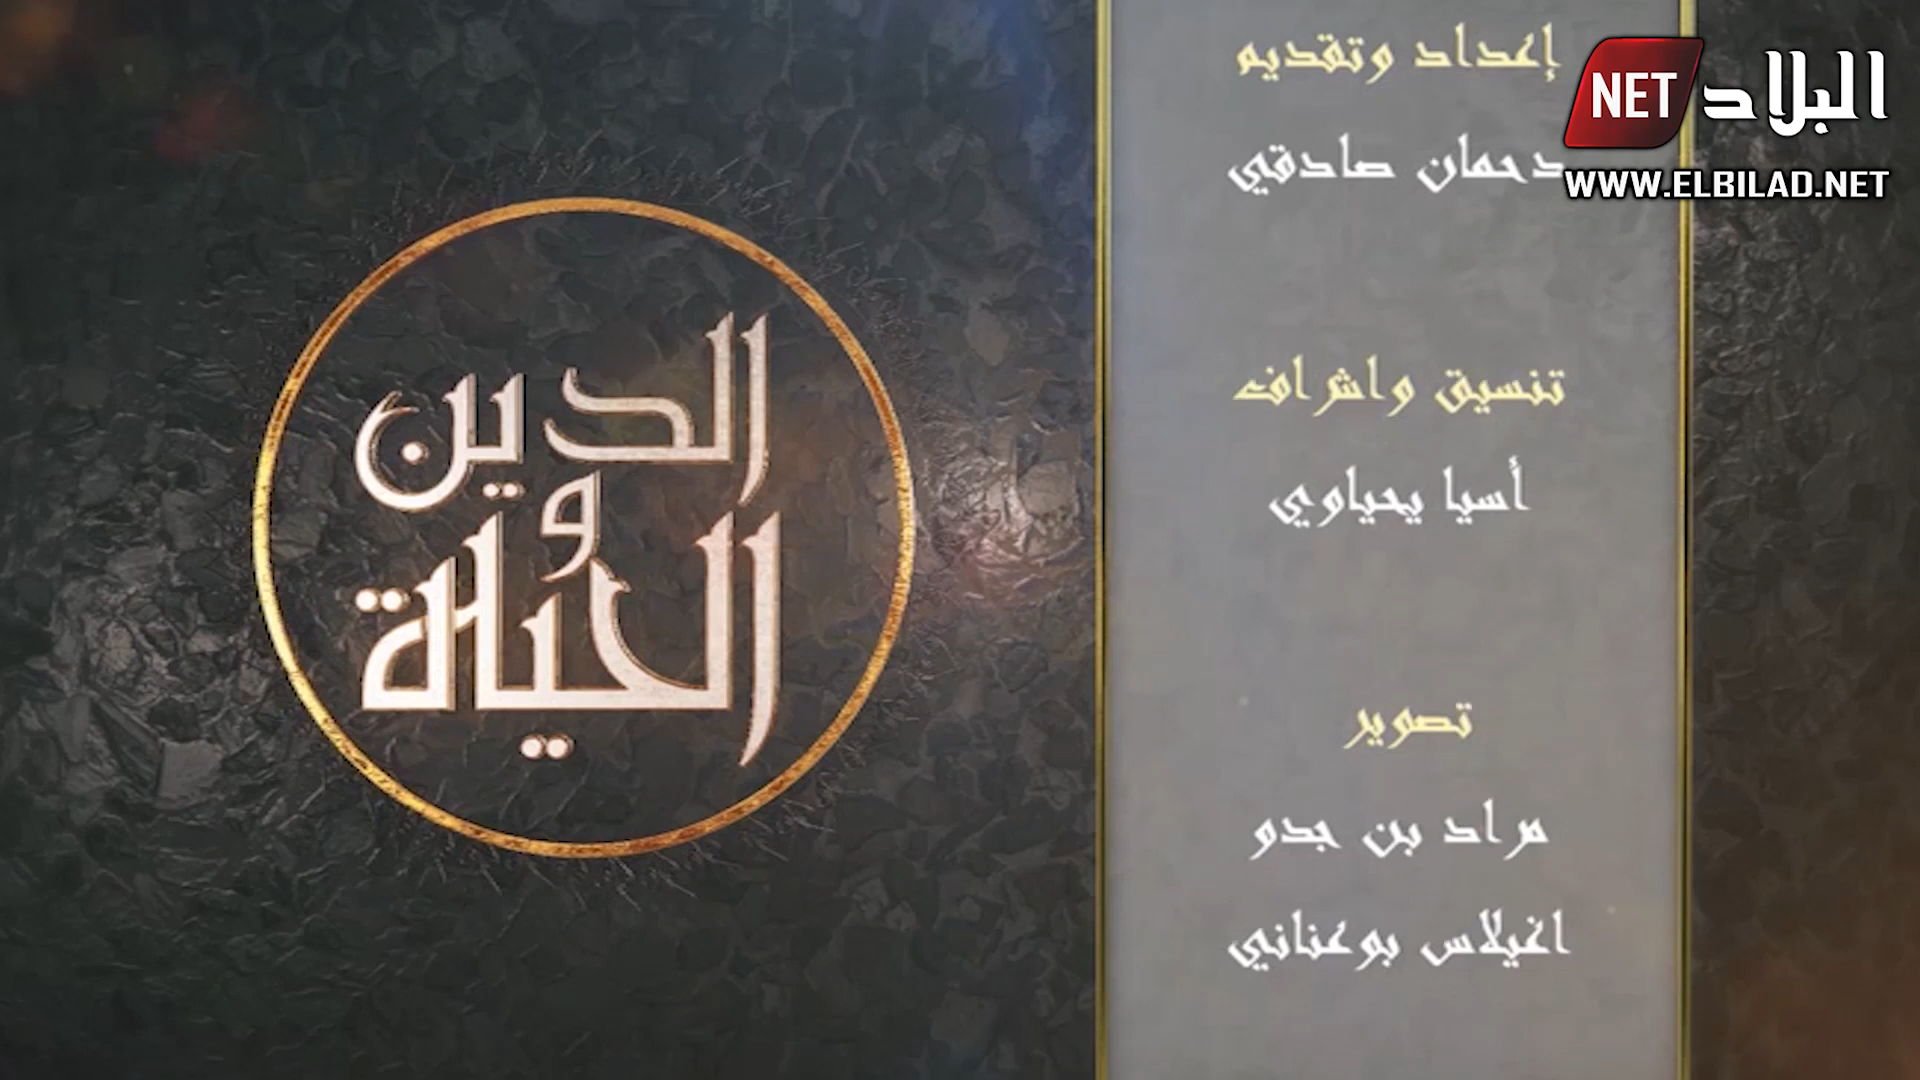 البلاد NET
WWW.ELBILAD.NET
الدين
و
الحياة
إعداد وتقديم
دحمان صادقي
تنسيق واشراف
أسيا يحياوي
تصوير
مراد بن جدو
اغيلاس بوعناني